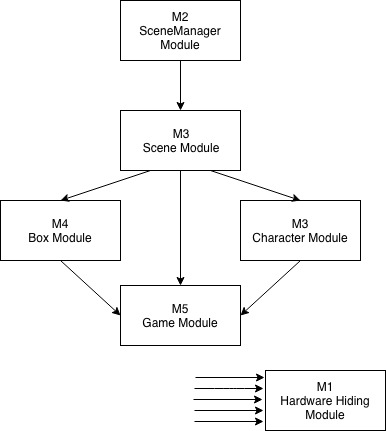 M2
SceneManager
Module
M3
Scene Module
M4
Box Module
M3
Character Module
M5
Game Module
M1
Hardware Hiding
Module